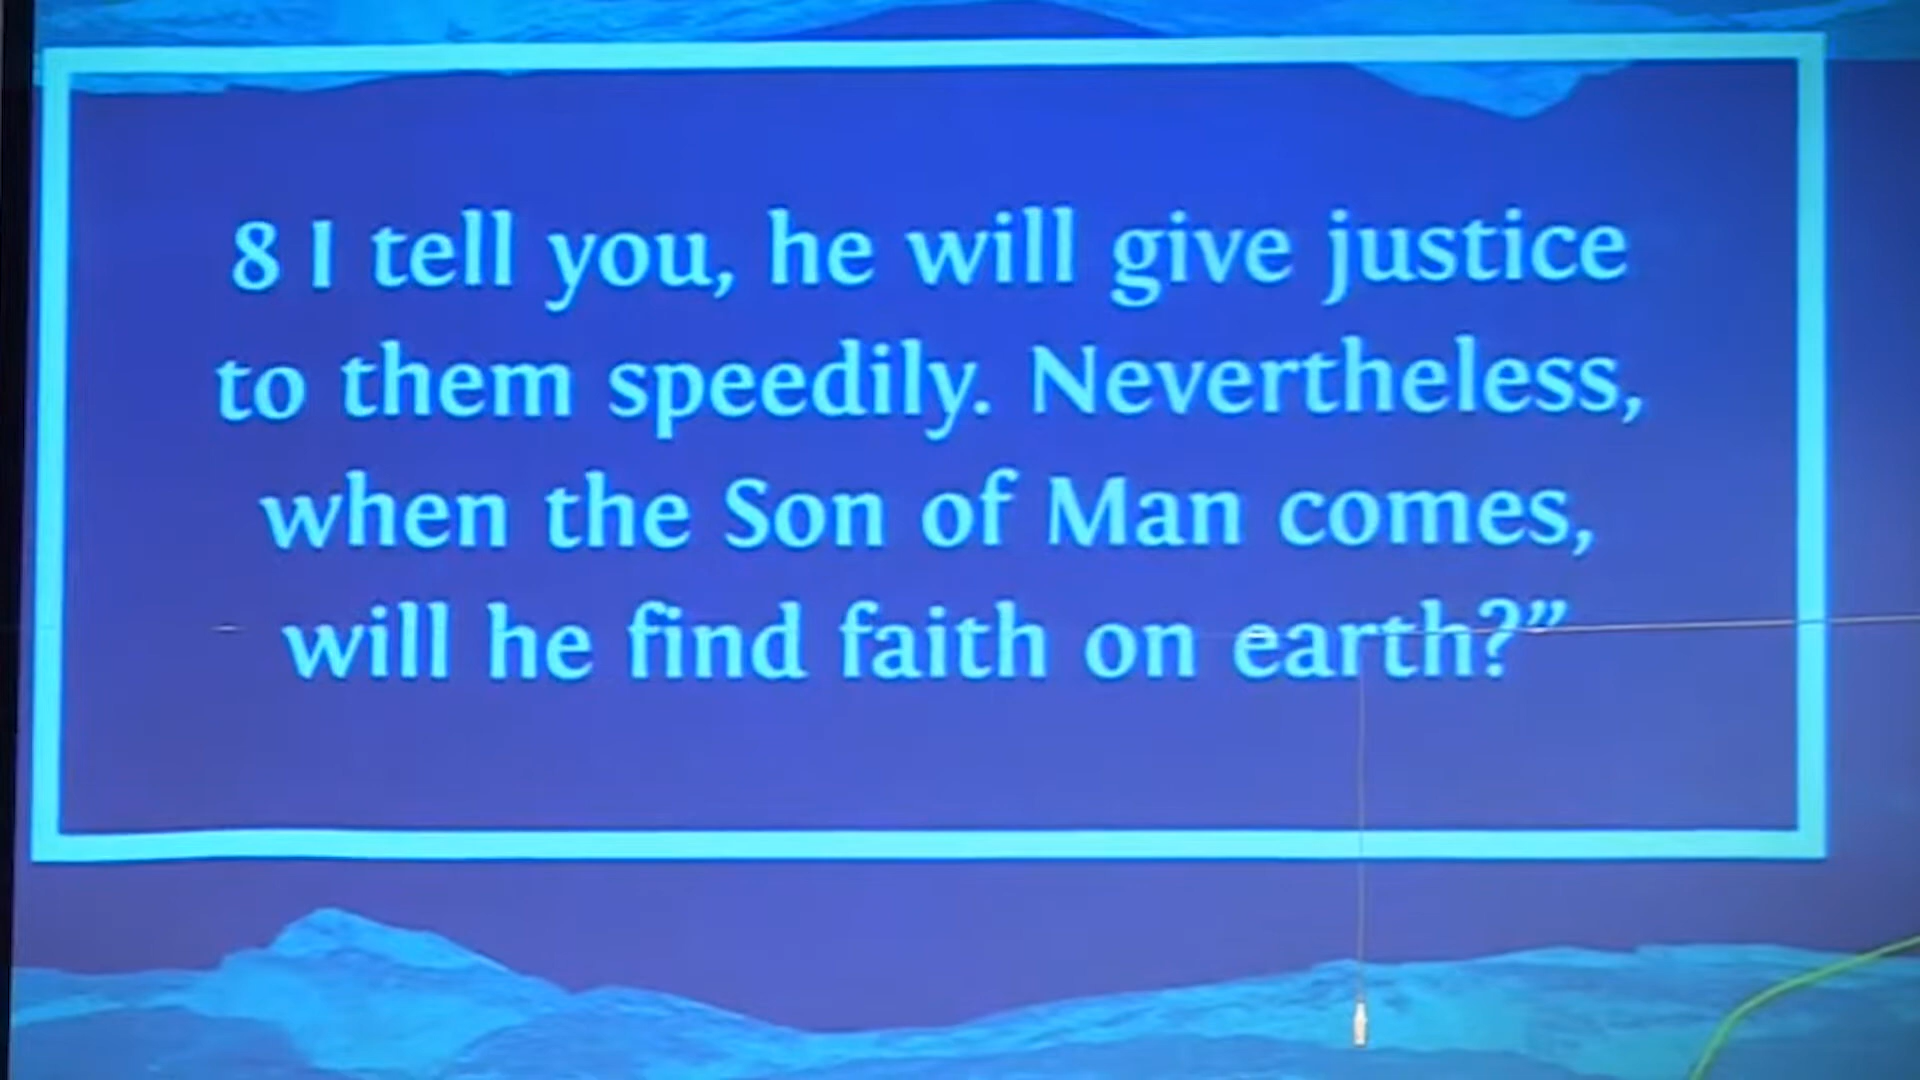 8 I tell you, he will give justice
to them speedily. Nevertheless,
when the Son of Man comes,
will he find faith on earth?”